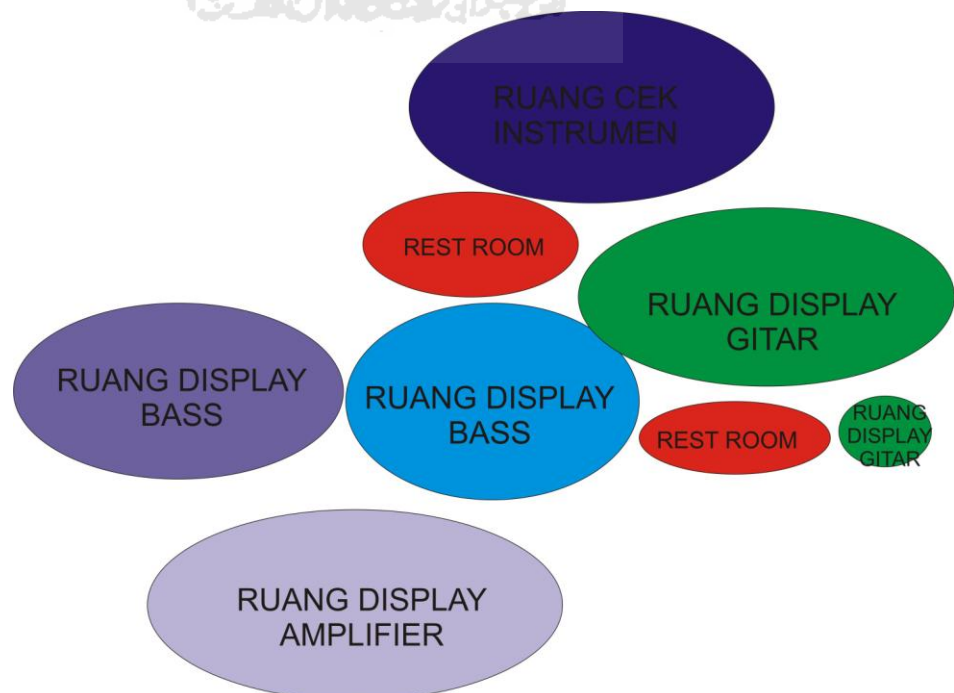 RUANG CEK
INSTRUMEN
REST ROOM
RUANG DISPLAY
GITAR
RUANG DISPLAY
BASS
RUANG DISPLAY
BASS
REST ROOM
RUANG
DISPLAY
GITAR
RUANG DISPLAY
AMPLIFIER